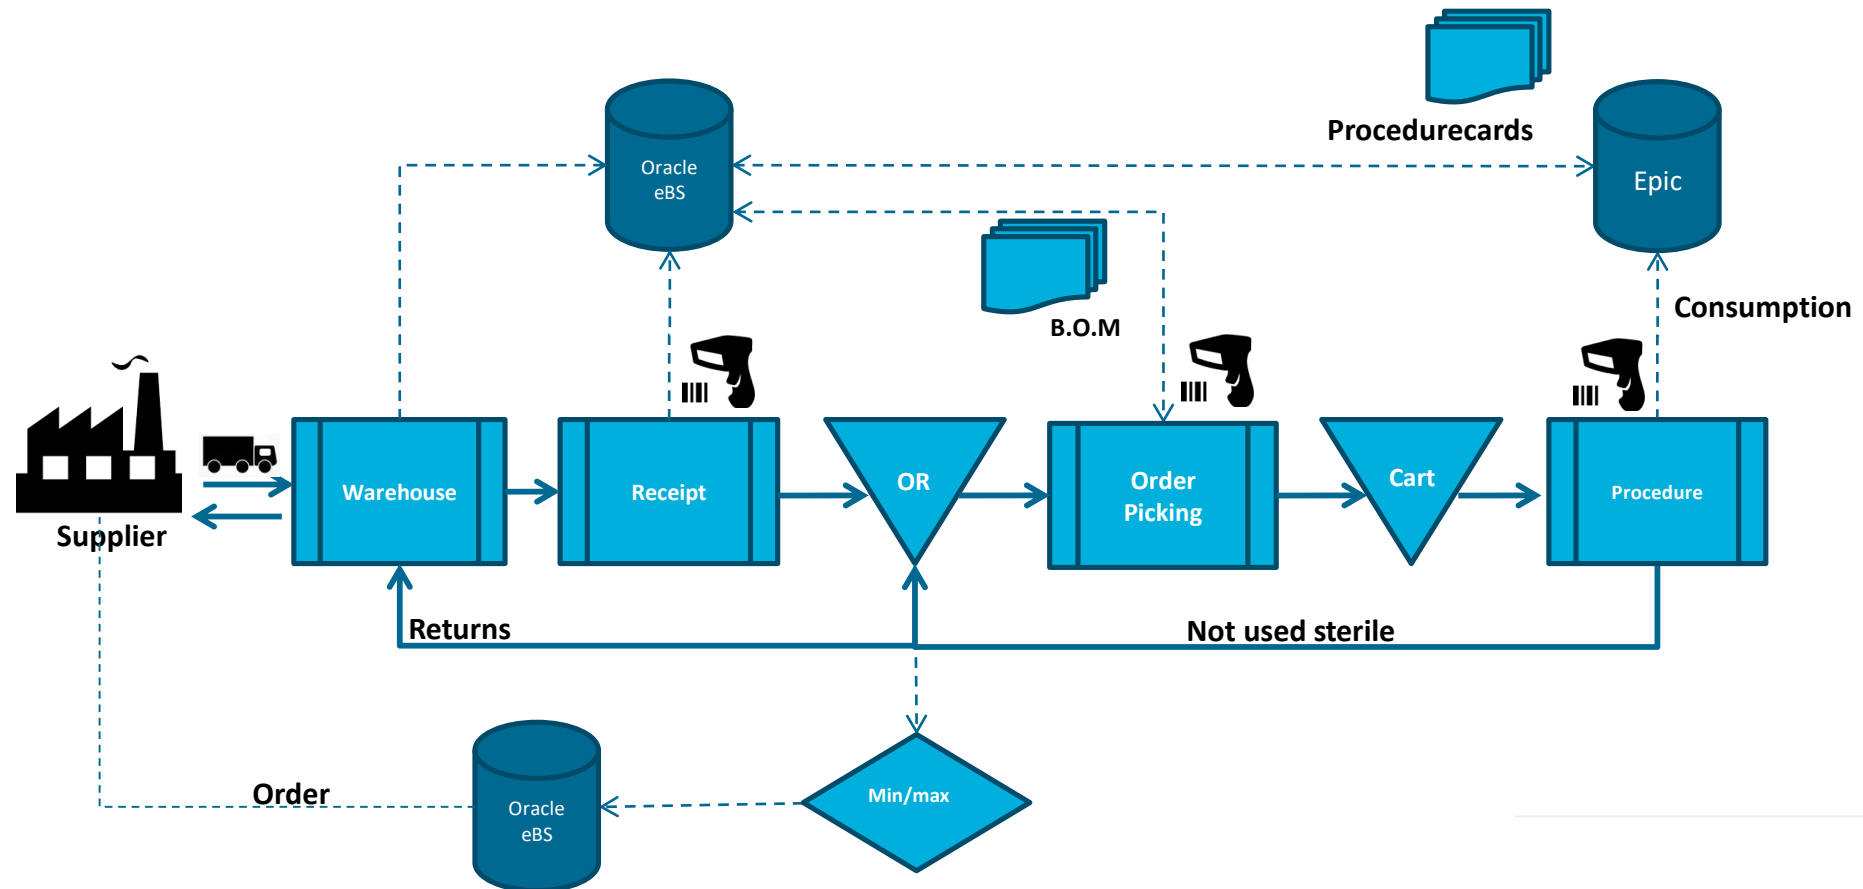 Procedurecards
Oracle
eBS
Epic
B.O.M
Consumption
Supplier
Warehouse
Receipt
OR
Order
Picking
Cart
Procedure
Returns
Not used sterile
Order
Oracle
eBS
Min/max